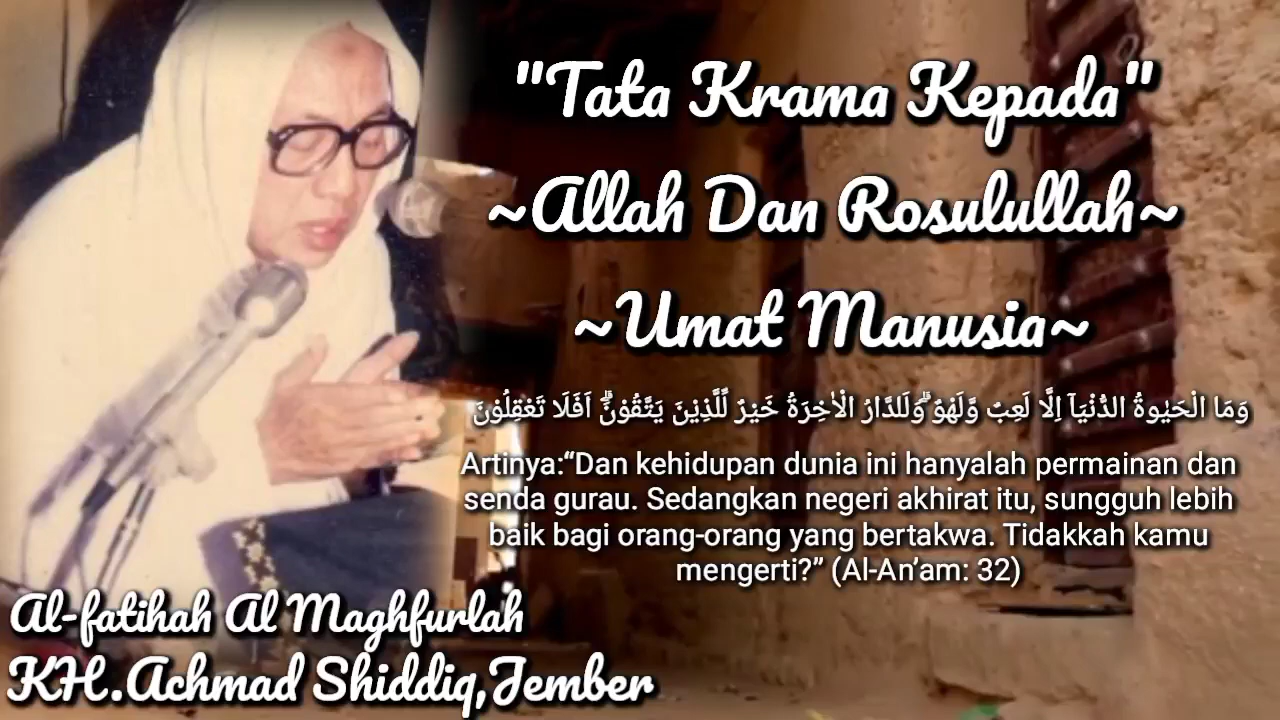 "Tata Krama Kepada"
~Allah Dan Rosulullah~
~Umat Manusia~
وَمَا الْحَيٰوةُ الدُّنْيَآ اِلَّا لَعِبٌ وَّلَهْوٌ ۗوَلَلدَّارُ الْاٰخِرَةُ خَيْرٌ لِّلَّذِيْنَ يَتَّقُوْنَۗ اَفَلَا تَعْقِلُوْنَ
Artinya:“Dan kehidupan dunia ini hanyalah permainan dan
senda gurau. Sedangkan negeri akhirat itu, sungguh lebih
baik bagi orang-orang yang bertakwa. Tidakkah kamu
mengerti?” (Al-An’am: 32)
Al-fatihah Al Maghfurlah
KH.Achmad Shiddiq,Jember